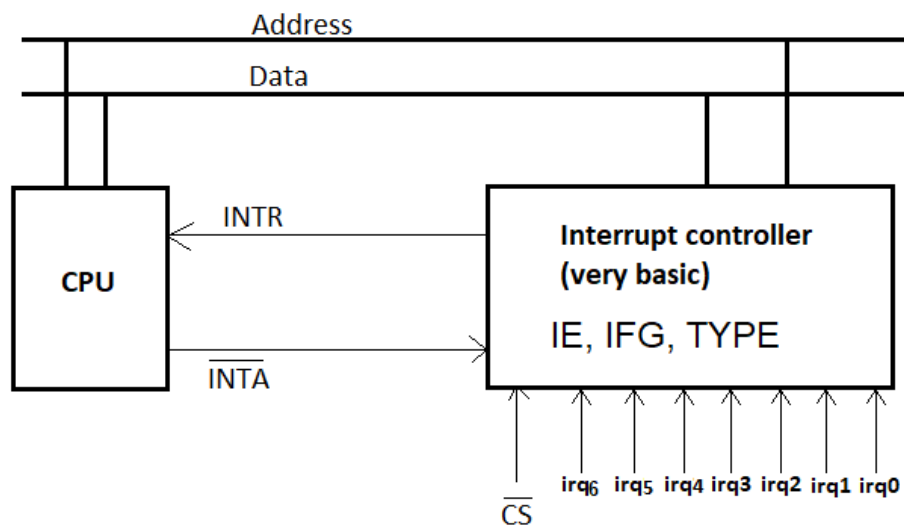 Address
Data
CPU
INTR
INTA
Interrupt controller
(very basic)
IE, IFG, TYPE
CS
irq6 irq5 irq4 irq3 irq2 irq1 irq0